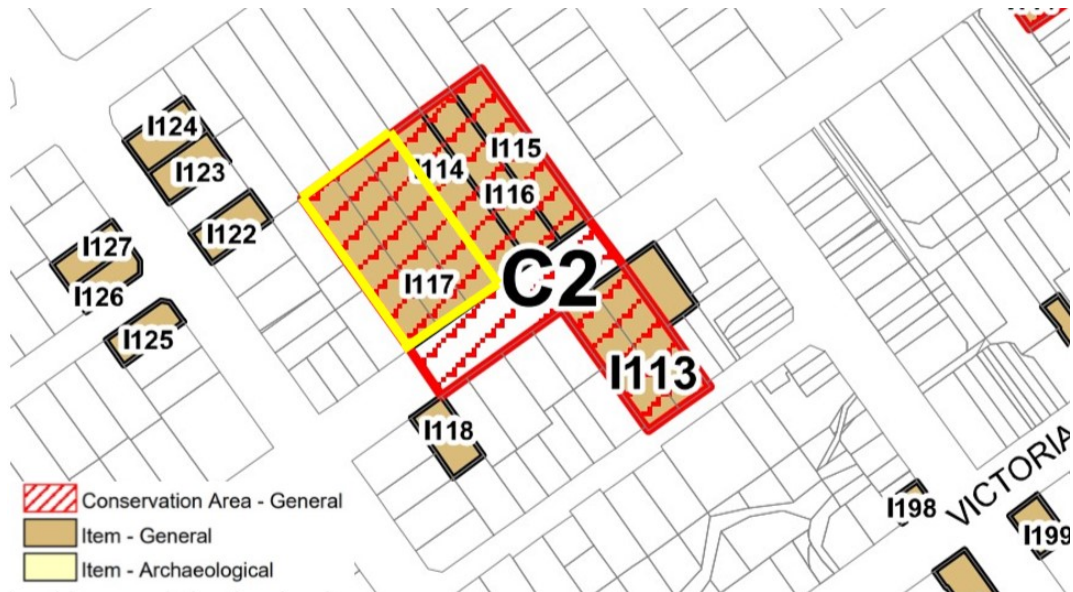 I124
I123
I122
I127
I126
I125
I114
I115
I116
I117
C2
I113
I118
I198
VICTORIA
I199
Conservation Area - General
Item - General
Item - Archaeological